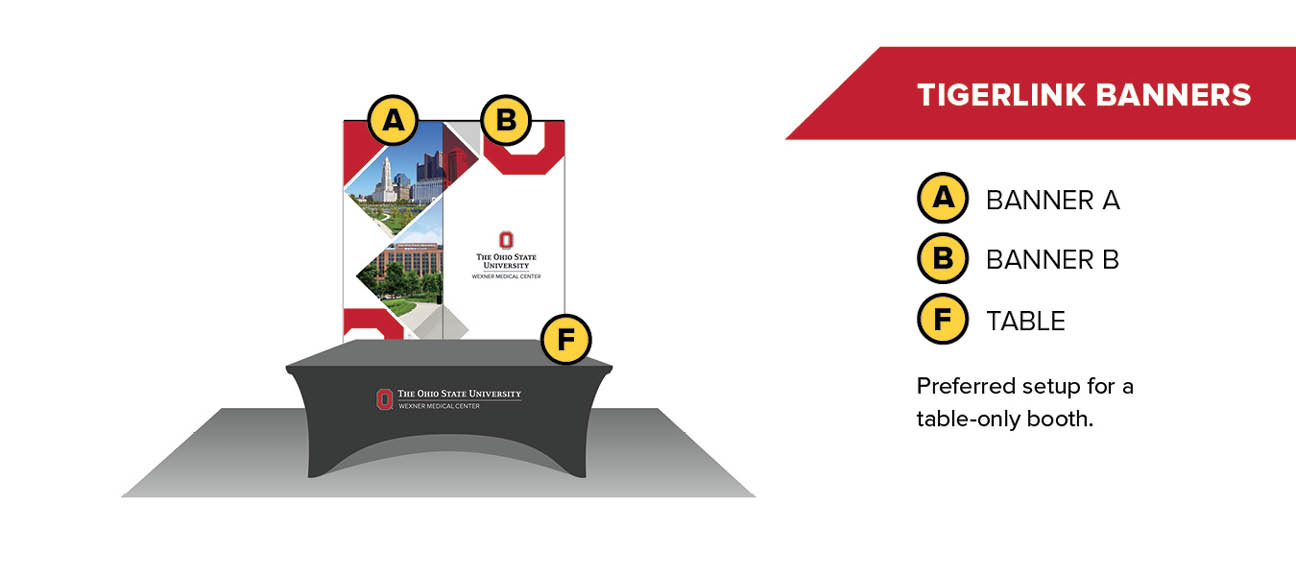 A
B
THE OHIO STATE
UNIVERSITY
WEXNER MEDICAL CENTER
F
THE OHIO STATE UNIVERSITY
WEXNER MEDICAL CENTER
TIGERLINK BANNERS
A BANNER A
B BANNER B
F TABLE
Preferred setup for a
table-only booth.